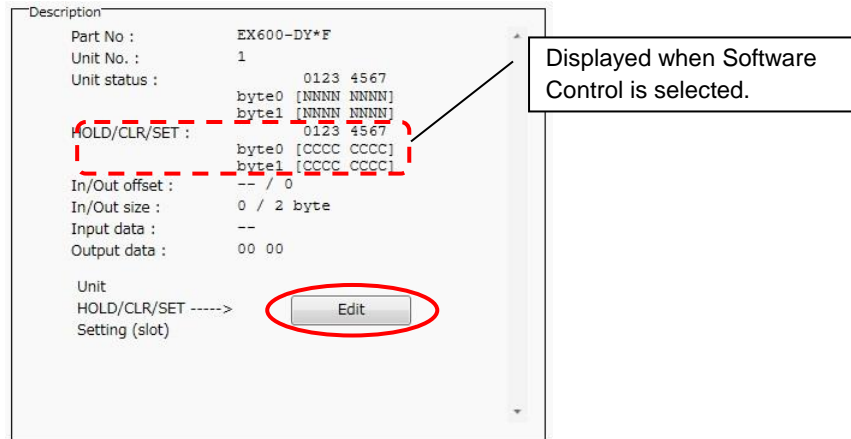 Description
Part No : EX600-DY*F
Unit No. : 1
Unit status : 0123 4567
byte0 [NNNN NNNN]
byte1 [NNNN NNNN]
HOLD/CLR/SET : 0123 4567
byte0 [CCCC CCCC]
byte1 [CCCC CCCC]
In/Out offset : -- / 0
In/Out size : 0 / 2 byte
Input data : --
Output data : 00 00
Unit
HOLD/CLR/SET ----->
Setting (slot)
Edit
Displayed when Software
Control is selected.